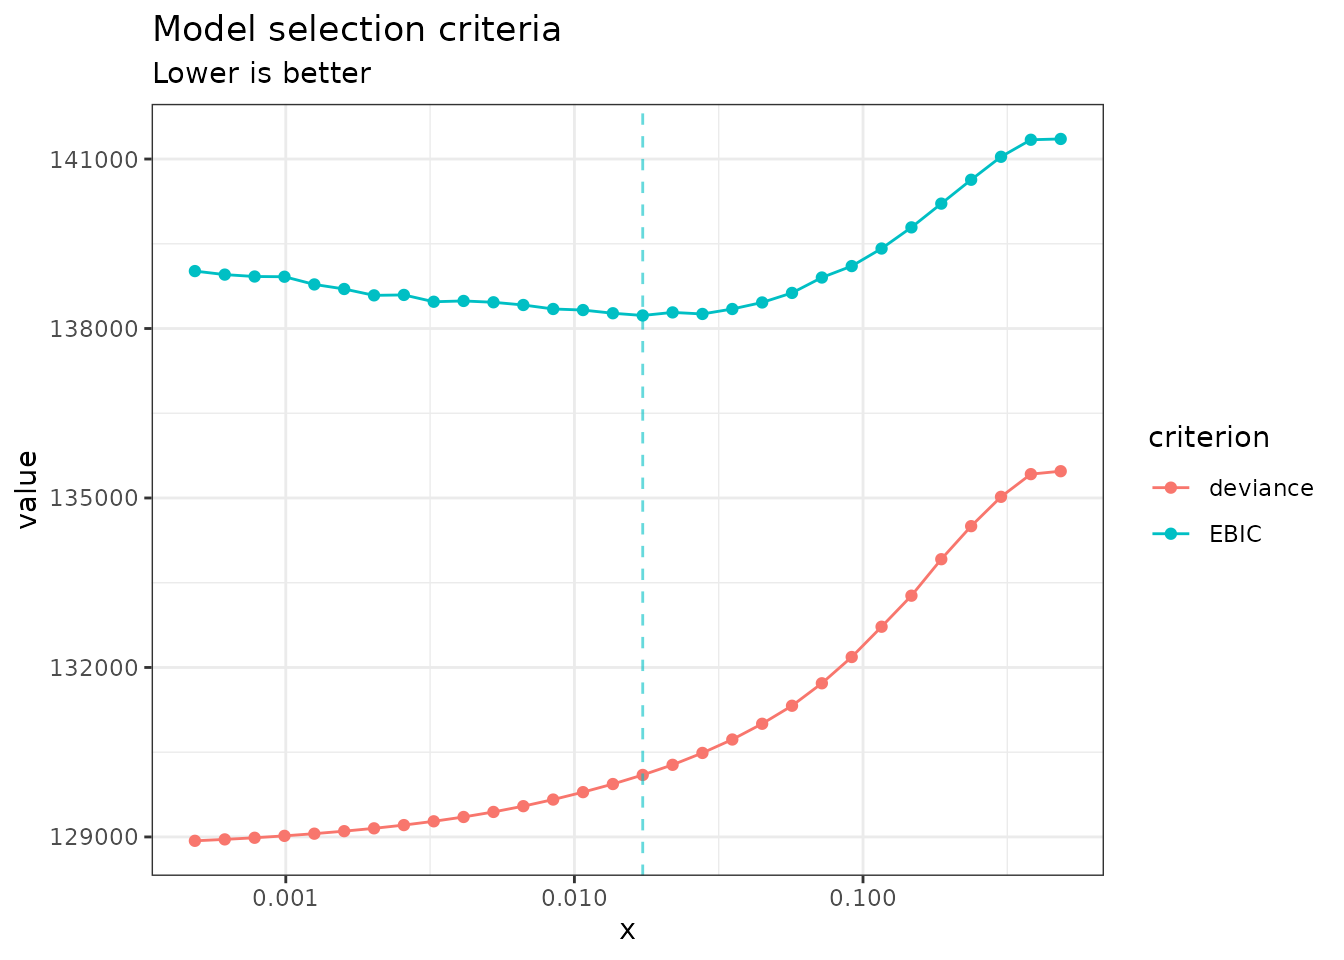 Model selection criteria
Lower is better
141000
138000
135000
132000
129000
value
0.001
0.010
0.100
x
criterion
deviance
EBIC